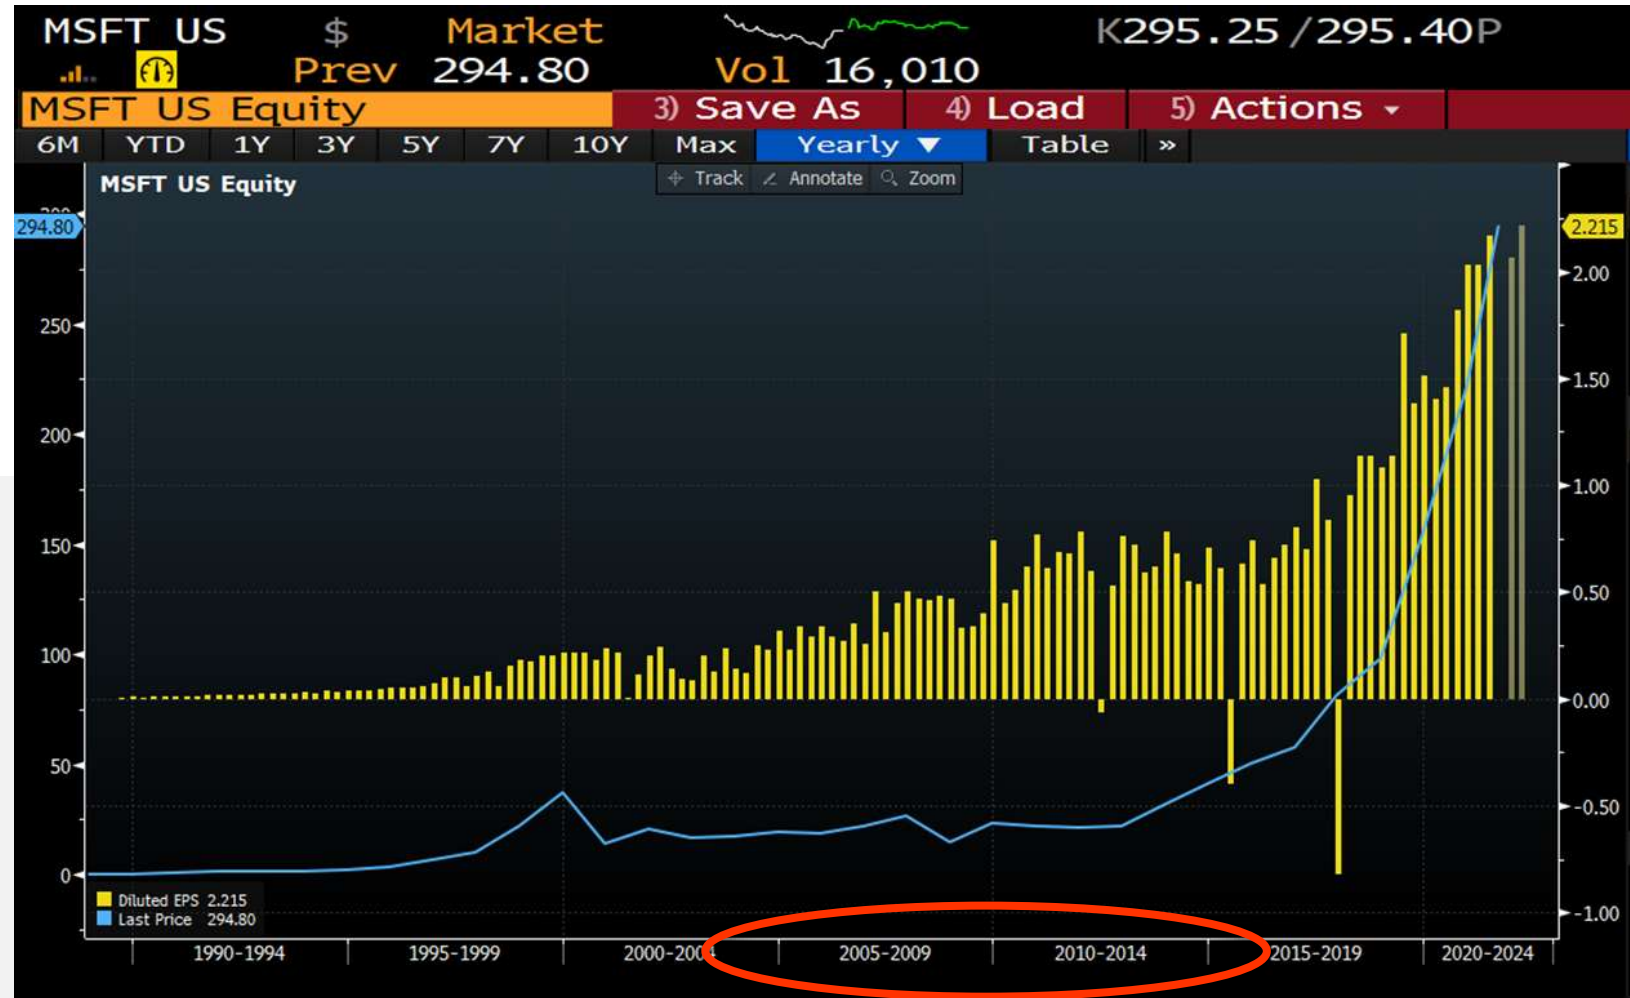 MSFT US $ Market K295.25/295.40P
Prev 294.80 Vol 16,010
MSFT US Equity 3) Save As 4) Load 5) Actions
6M YTD 1Y 3Y 5Y 7Y 10Y Max Yearly Table »
MSFT US Equity Track Annotate Zoom
294.80 2.215
2.00
250
1.50
200
1.00
150
0.50
100
0.00
50
-0.50
0
Diluted EPS 2.215
Last Price 294.80
-1.00
1990-1994 1995-1999 2000-2004 2005-2009 2010-2014 2015-2019 2020-2024